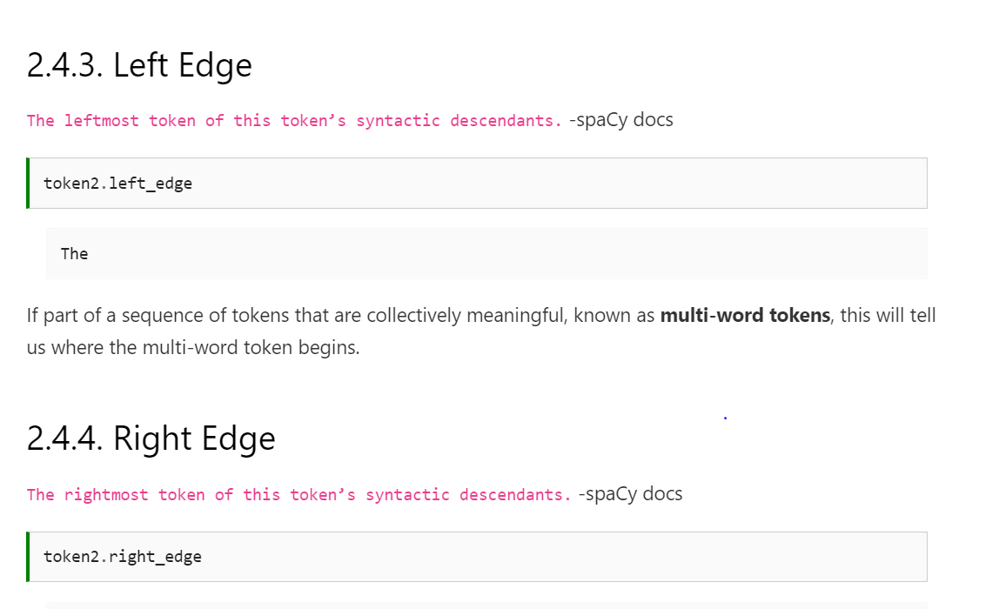 2.4.3. Left Edge
The leftmost token of this token’s syntactic descendants. -spaCy docs
token2.left_edge
The
If part of a sequence of tokens that are collectively meaningful, known as multi-word tokens, this will tell
us where the multi-word token begins.
2.4.4. Right Edge
The rightmost token of this token’s syntactic descendants. -spaCy docs
token2.right_edge